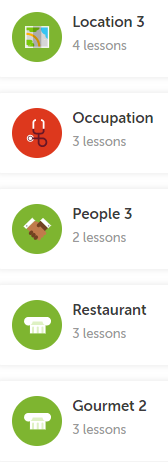 Location 3
4 lessons
Occupation
3 lessons
People 3
2 lessons
Restaurant
3 lessons
Gourmet 2
3 lessons